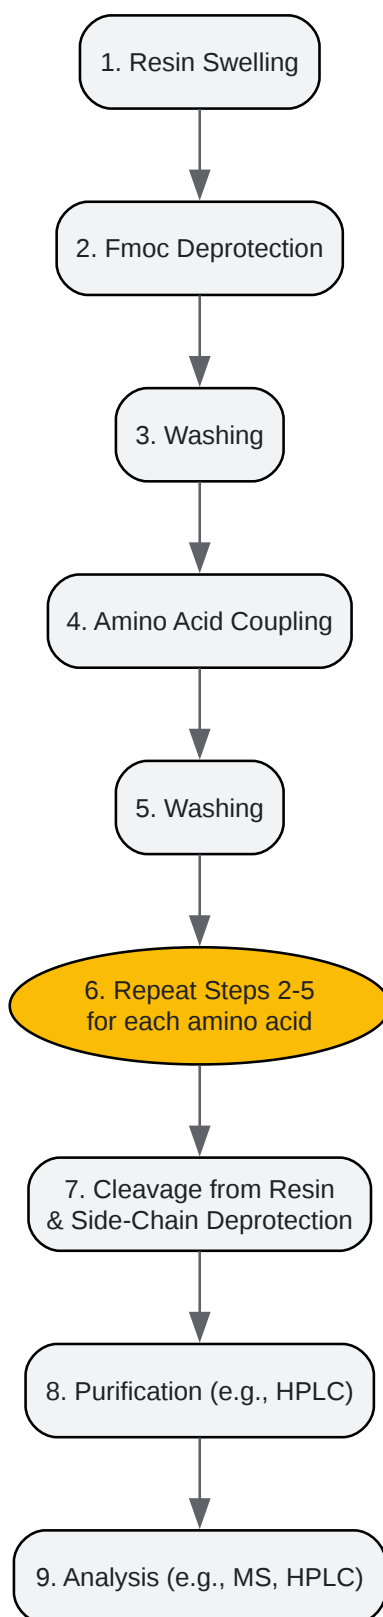 1. Resin Swelling
2. Fmoc Deprotection
3. Washing
4. Amino Acid Coupling
5. Washing
6. Repeat Steps 2-5
for each amino acid
7. Cleavage from Resin
& Side-Chain Deprotection
8. Purification (e.g., HPLC)
9. Analysis (e.g., MS, HPLC)